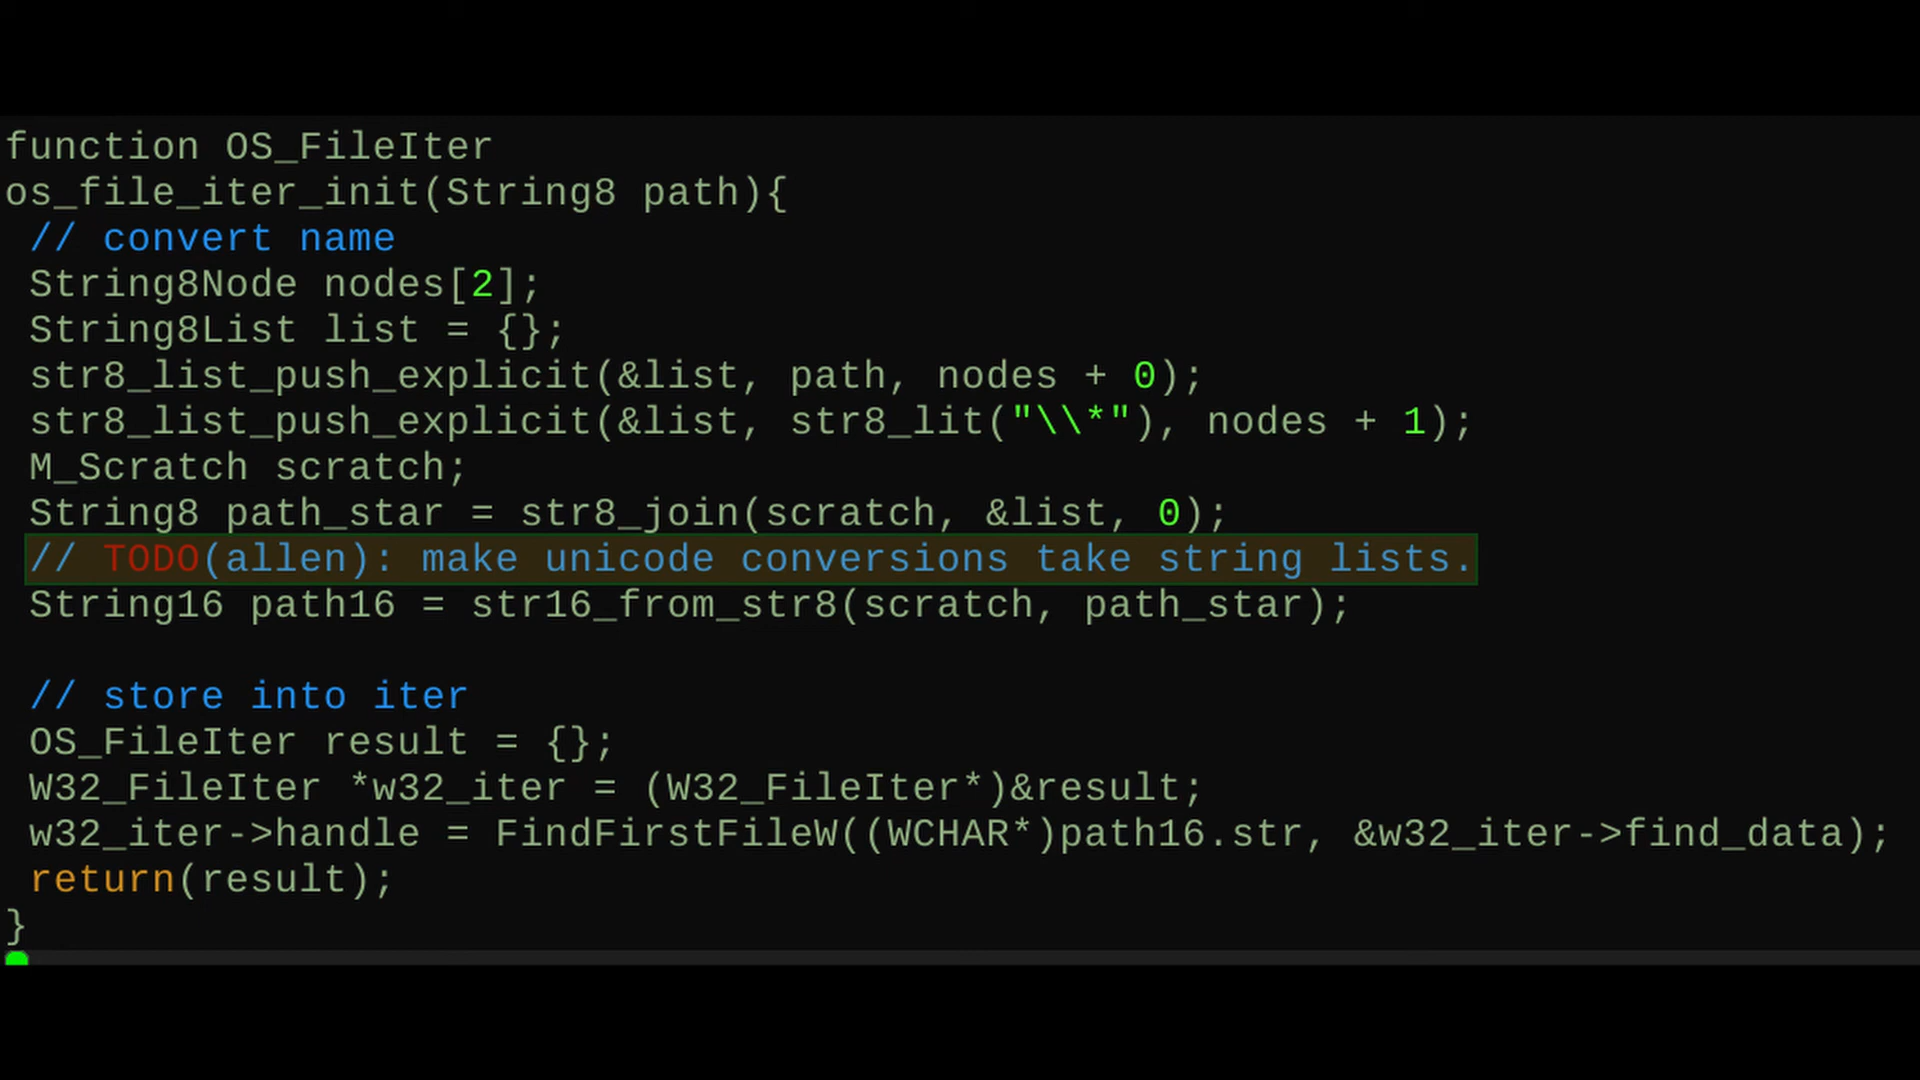 function OS_FileIter
os_file_iter_init(String8 path){
// convert name
String8Node nodes[2];
String8List list = {};
str8_list_push_explicit(&list, path, nodes + 0);
str8_list_push_explicit(&list, str8_lit("\\*"), nodes + 1);
M_Scratch scratch;
String8 path_star = str8_join(scratch, &list, 0);
// TODO(allen): make unicode conversions take string lists.
String16 path16 = str16_from_str8(scratch, path_star);
// store into iter
OS_FileIter result = {};
W32_FileIter *w32_iter = (W32_FileIter*)&result;
w32_iter->handle = FindFirstFileW((WCHAR*)path16.str, &w32_iter->find_data);
return(result);
}